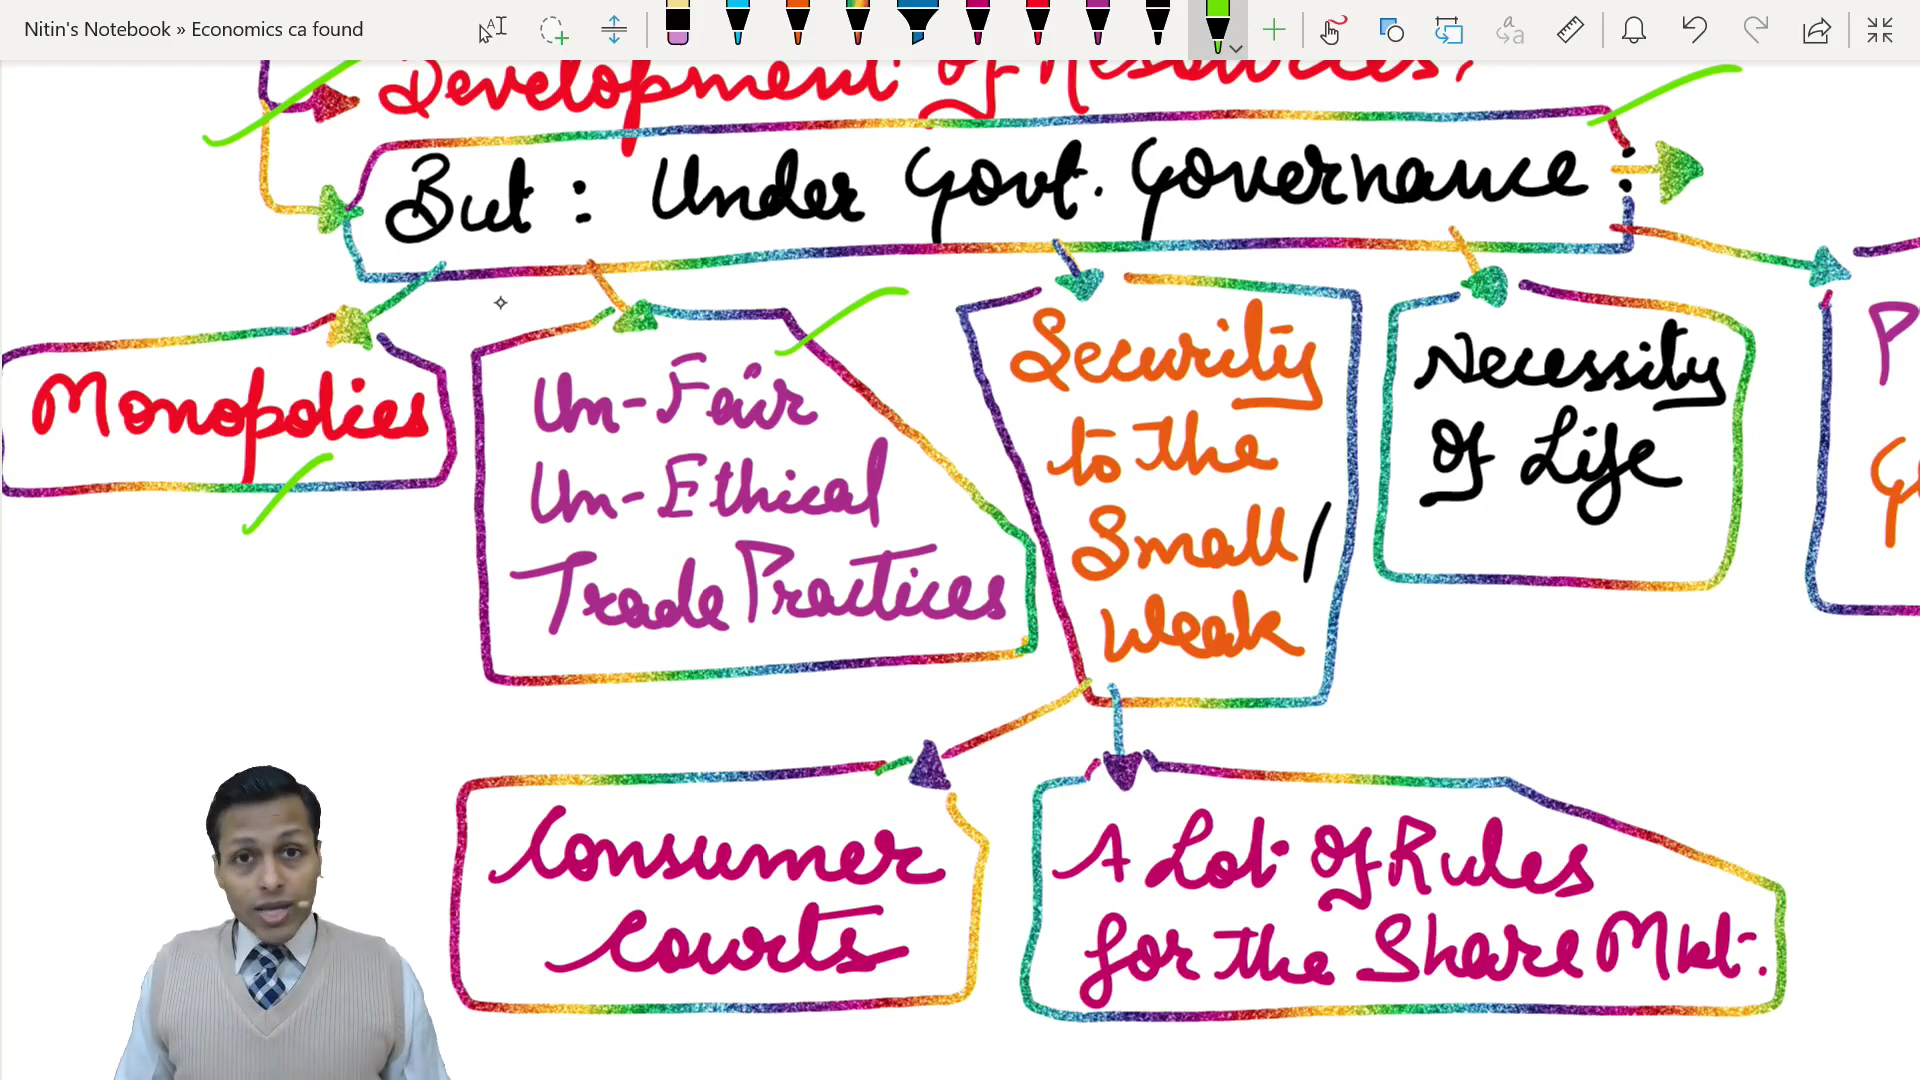 Nitin's Notebook » Economics ca found
Development of Resources,
But : Under Govt. Governance :
Monopolies
Un-Fair
Un-Ethical
Trade Practices
Security
to the
Small/
Weak
Necessity
Of Life
P
Consumer
Courts
A Lot Of Rules
for the Share Mkt.